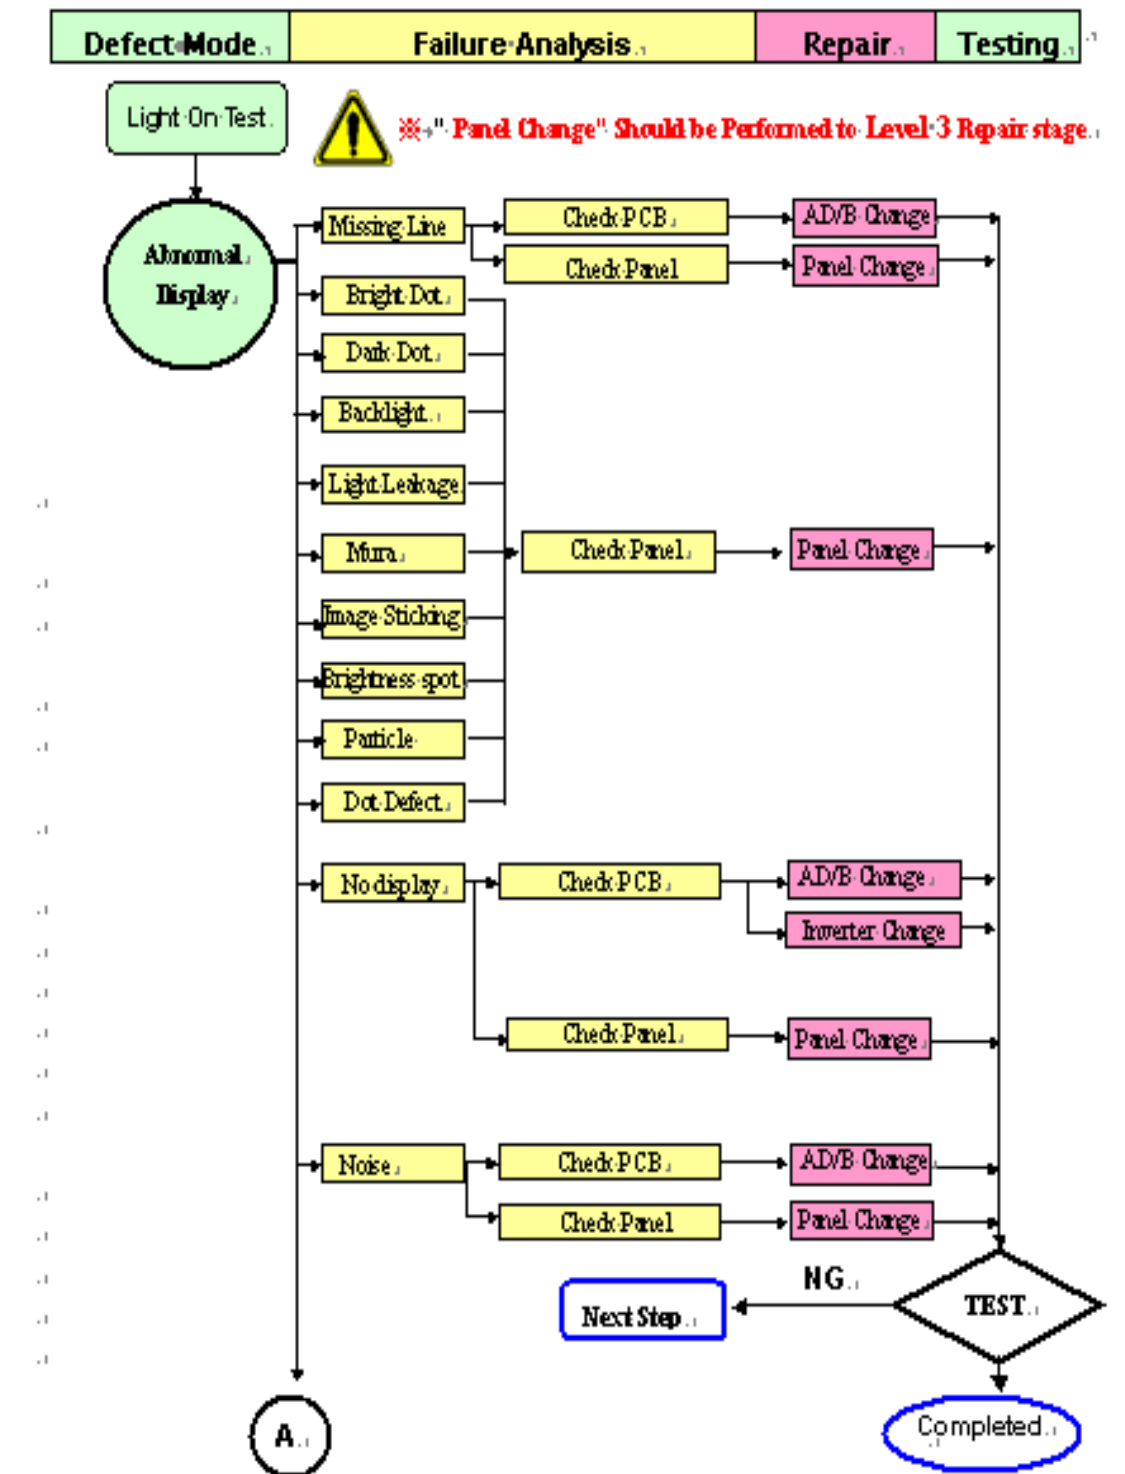 Defect Mode Failure Analysis Repair Testing
Light On Test
※ " Panel Change" Should be Performed to Level 3 Repair stage.
Abnormal
Display
Missing Line
Check PCB
AD/B Change
Check Panel
Panel Change
Bright Dot
Dark Dot
Backlight
Light Leakage
Mura
Check Panel
Panel Change
Image Sticking
Brightness spot
Particle
Dot Defect
No display
Check PCB
AD/B Change
Inverter Change
Check Panel
Panel Change
Noise
Check PCB
AD/B Change
Check Panel
Panel Change
NG
TEST
Next Step
A
Completed